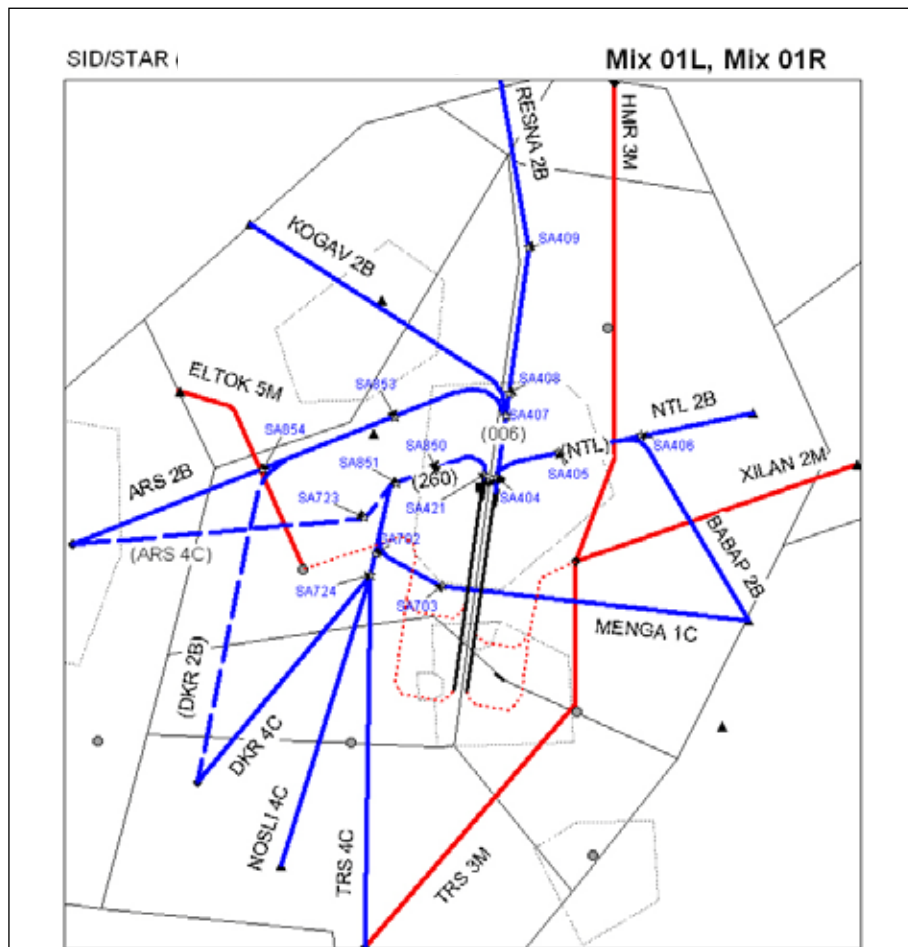 SID/STAR (
Mix 01L, Mix 01R
RESNA 2B
HMR 3M
KOGAV 2B
SA409
ELTOK 5M
SA853
SA408
SA407
NTL 2B
(006)
SA854
SA850
(NTL)
SA406
ARS 2B
SA851
(260)
SA405
XILAN 2M
SA723
SA421
SA404
(ARS 4C)
SA702
BABAP 2B
SA724
SA703
MENGA 1C
(DKR 2B)
DKR 4C
NOSLI 4C
TRS 4C
TRS 3M